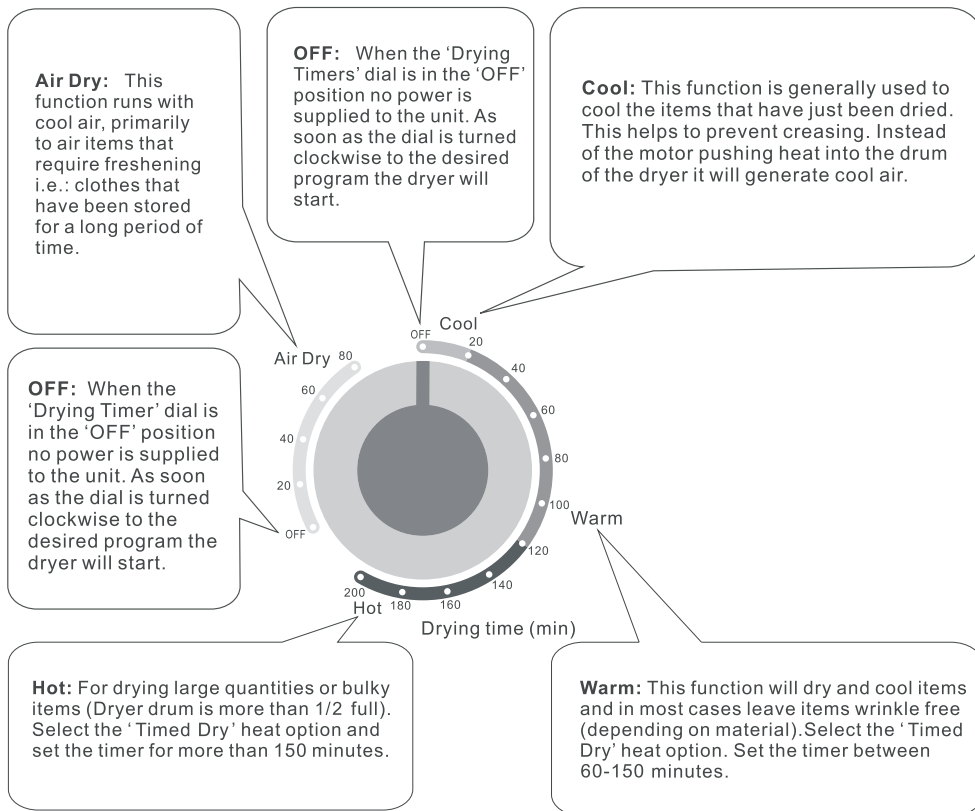 Air Dry: This
function runs with
cool air, primarily
to air items that
require freshening
i.e.: clothes that
have been stored
for a long period of
time.
OFF: When the ‘Drying
Timers’ dial is in the ‘OFF’
position no power is
supplied to the unit. As
soon as the dial is turned
clockwise to the desired
program the dryer will
start.
Cool: This function is generally used to
cool the items that have just been dried.
This helps to prevent creasing. Instead
of the motor pushing heat into the drum
of the dryer it will generate cool air.
OFF: When the
‘Drying Timer’ dial is
in the ‘OFF’ position
no power is supplied
to the unit. As soon
as the dial is turned
clockwise to the
desired program the
dryer will start.
Air Dry
80
60
40
20
OFF
OFF
Cool
20
40
60
80
100
Warm
120
140
160
180
200
Hot
Drying time (min)
Hot: For drying large quantities or bulky
items (Dryer drum is more than 1/2 full).
Select the ‘ Timed Dry’ heat option and
set the timer for more than 150 minutes.
Warm: This function will dry and cool items
and in most cases leave items wrinkle free
(depending on material).Select the ‘ Timed
Dry’ heat option. Set the timer between
60-150 minutes.